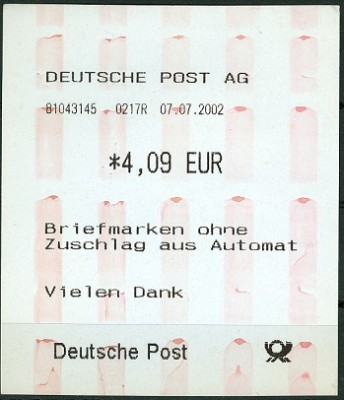 DEUTSCHE POST AG
81043145 0217R 07.07.2002
*4,09 EUR
Briefmarken ohne
Zuschlag aus Automat
Vielen Dank
Deutsche Post